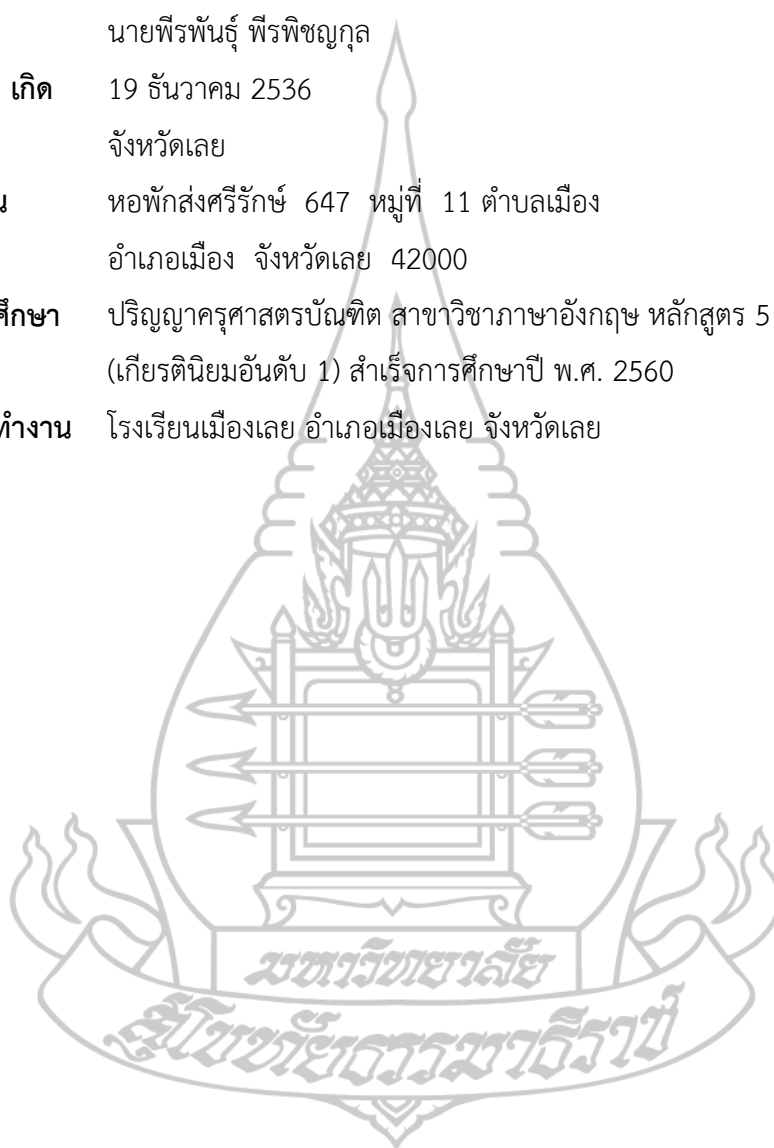 นายพีรพันธุ์ พีรพิชญกุล
เกิด 19 ธันวาคม 2536
จังหวัดเลย
หอพักส่งศรีรักษ์ 647 หมู่ที่ 11 ตำบลเมือง
อำเภอเมือง จังหวัดเลย 42000
ศึกษา ปริญญาครุศาสตรบัณฑิต สาขาวิชาภาษาอังกฤษ หลักสูตร 5
(เกียรตินิยมอันดับ 1) สำเร็จการศึกษาปี พ.ศ. 2560
ทำงาน โรงเรียนเมืองเลย อำเภอเมืองเลย จังหวัดเลย
มหาวิทยาลัย
สุโขทัยธรรมาธิราช